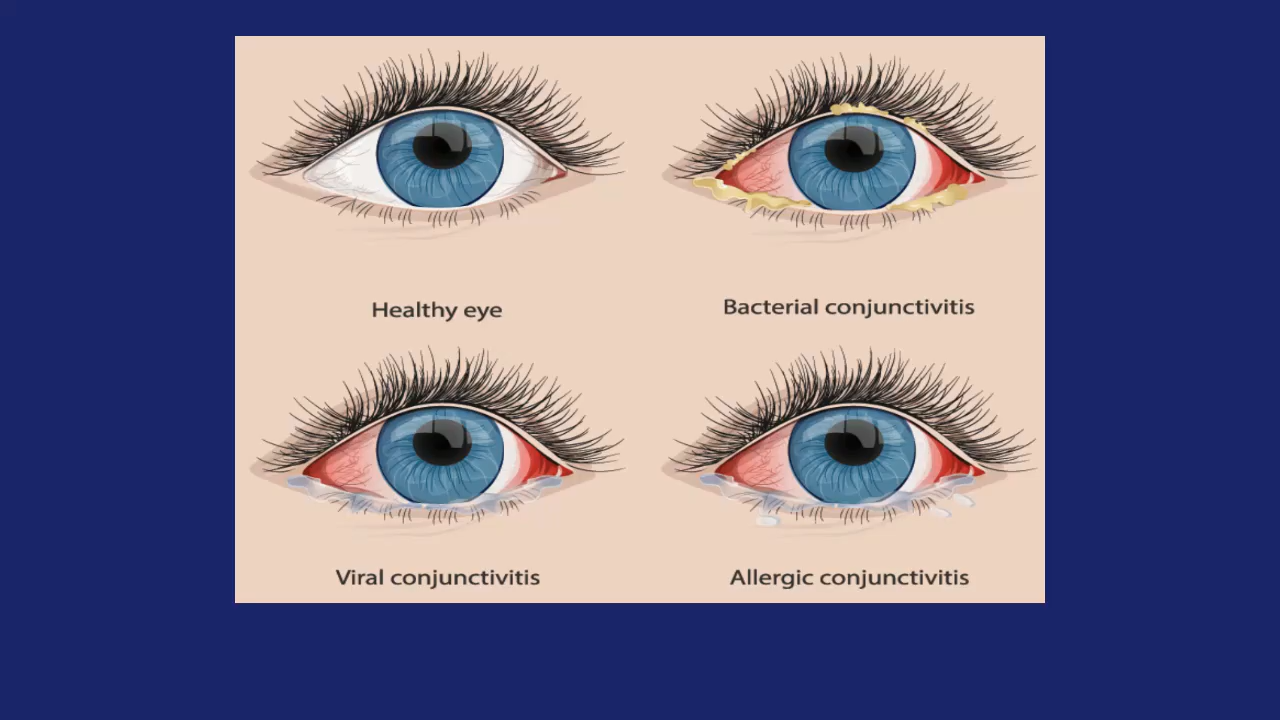 Healthy eye
Bacterial conjunctivitis
Viral conjunctivitis
Allergic conjunctivitis